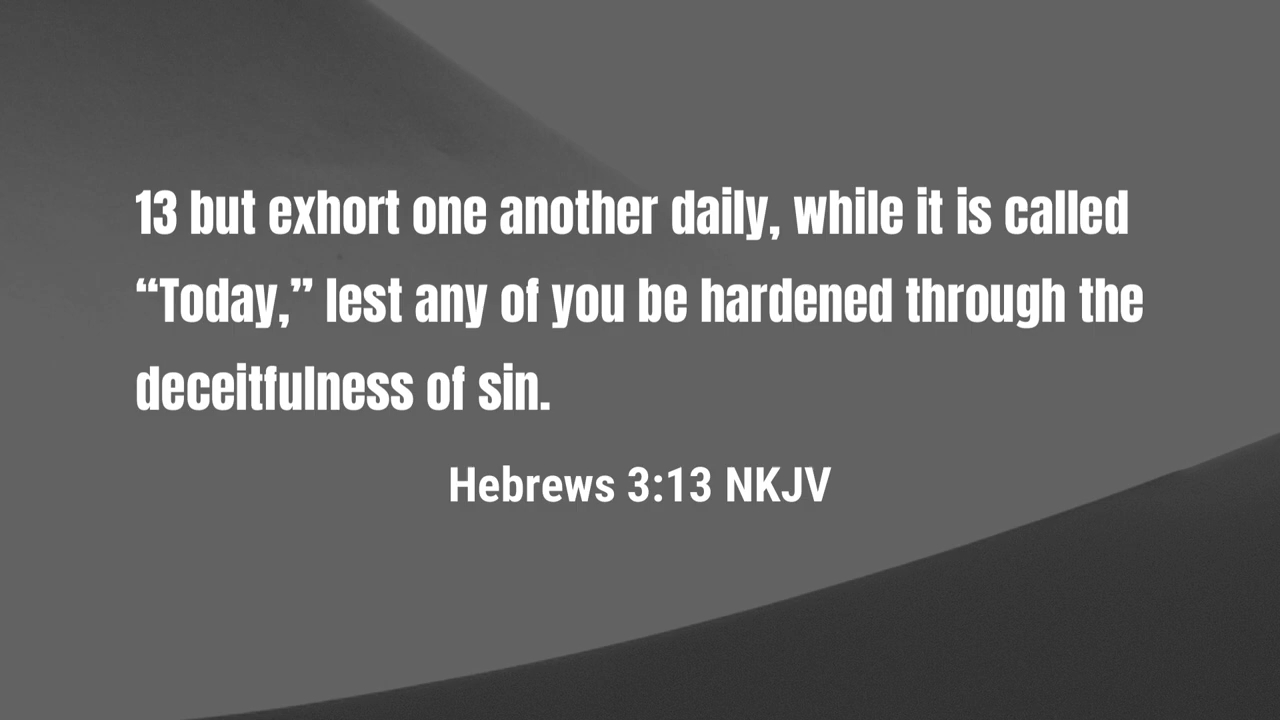 13 but exhort one another daily, while it is called
“Today,” lest any of you be hardened through the
deceitfulness of sin.
Hebrews 3:13 NKJV